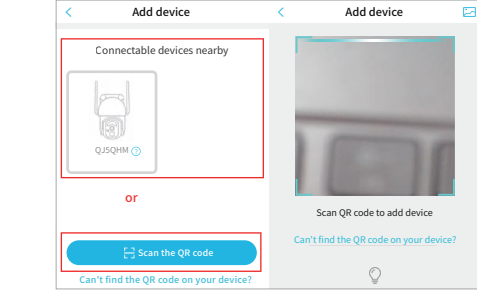 Add device
Connectable devices nearby
QJSQHM ?
or
Scan the QR code
Can't find the QR code on your device?
Add device
Scan QR code to add device
Can't find the QR code on your device?